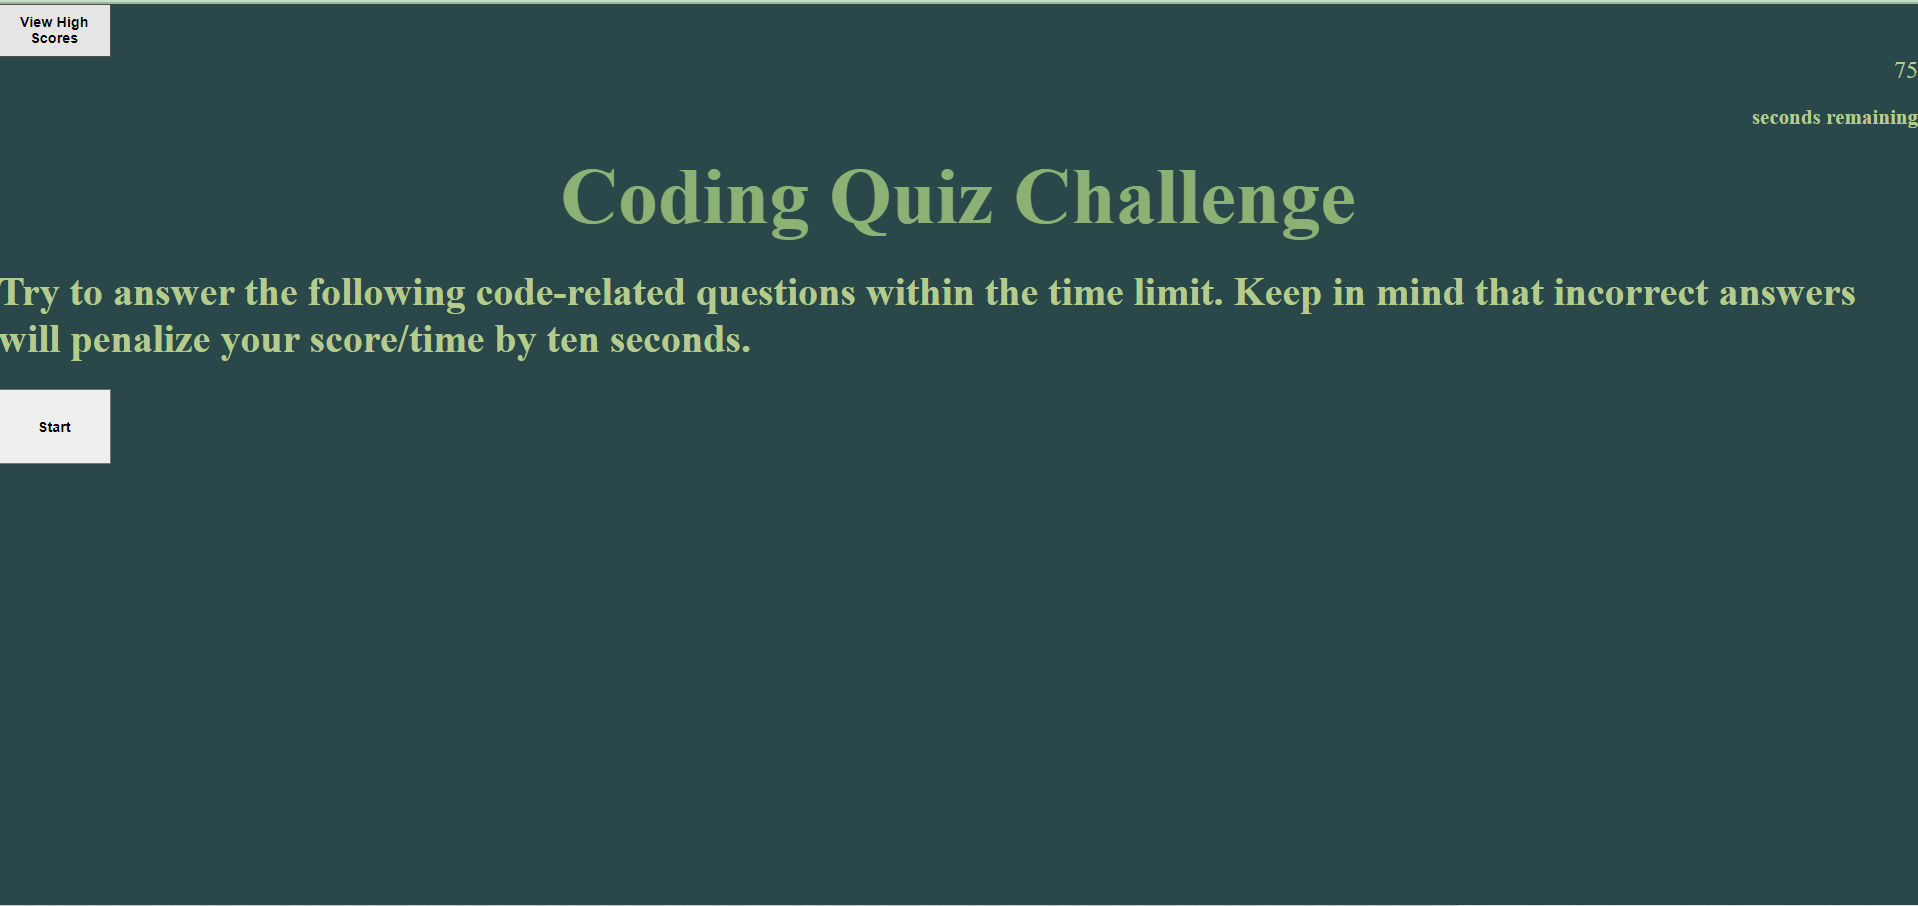 View High
Scores
75
seconds remaining
Coding Quiz Challenge
Try to answer the following code-related questions within the time limit. Keep in mind that incorrect answers
will penalize your score/time by ten seconds.
Start